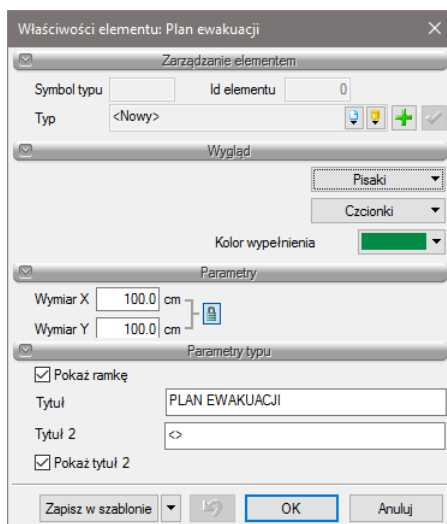 Właściwości elementu: Plan ewakuacji
Zarządzanie elementem
Symbol typu Id elementu 0
Typ <Nowy>
Wygląd
Pisaki
Czcionki
Kolor wypełnienia
Parametry
Wymiar X 100.0 cm
Wymiar Y 100.0 cm
Parametry typu
Pokaż ramkę
Tytuł PLAN EWAKUACJI
Tytuł 2 <>
Pokaż tytuł 2
Zapisz w szablonie OK Anuluj